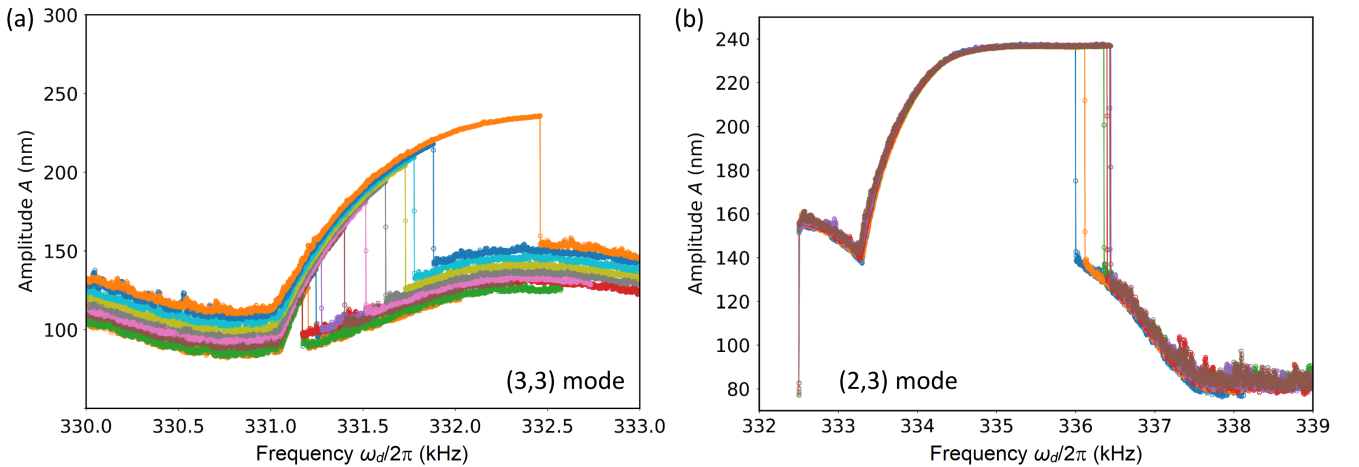 (a)
Amplitude A (nm)
300
250
200
150
100
(3,3) mode
330.0 330.5 331.0 331.5 332.0 332.5 333.0
Frequency ωd/2π (kHz)
(b)
Amplitude A (nm)
240
220
200
180
160
140
120
100
80
(2,3) mode
332 333 334 335 336 337 338 339
Frequency ωd/2π (kHz)